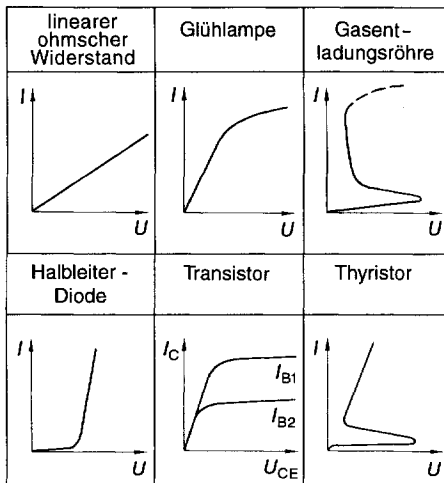 linearer
ohmscher
Widerstand
Glühlampe
Gasent-
ladungsröhre
I
U
I
U
I
U
Halbleiter-
Diode
Transistor
Thyristor
I
U
I_C
I_B1
I_B2
U_CE
I
U